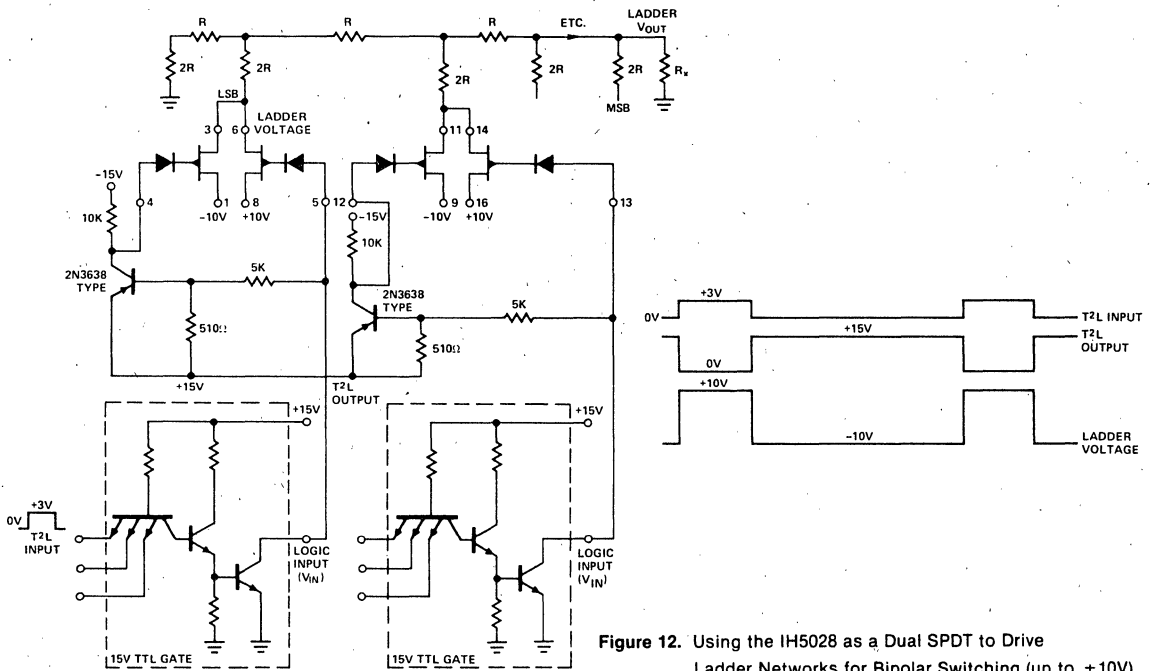 R R R ETC. LADDER
VOUT
2R 2R 2R 2R 2R Rx
LSB MSB
LADDER
VOLTAGE
3 6 11 14
-15V
4 1 8 5 12 9 16 13
-10V +10V -15V -10V +10V
10K 10K
2N3638
TYPE
5K
510Ω
2N3638
TYPE
5K
510Ω
+15V
T²L
OUTPUT
+15V +15V
+3V
0V
T²L
INPUT
LOGIC
INPUT
(VIN)
LOGIC
INPUT
(VIN)
15V TTL GATE 15V TTL GATE
+3V
0V T²L INPUT
+15V T²L
OUTPUT
0V
+10V
-10V
LADDER
VOLTAGE
Figure 12. Using the IH5028 as a Dual SPDT to Drive
Ladder Networks for Bipolar Switching (up to ±10V)